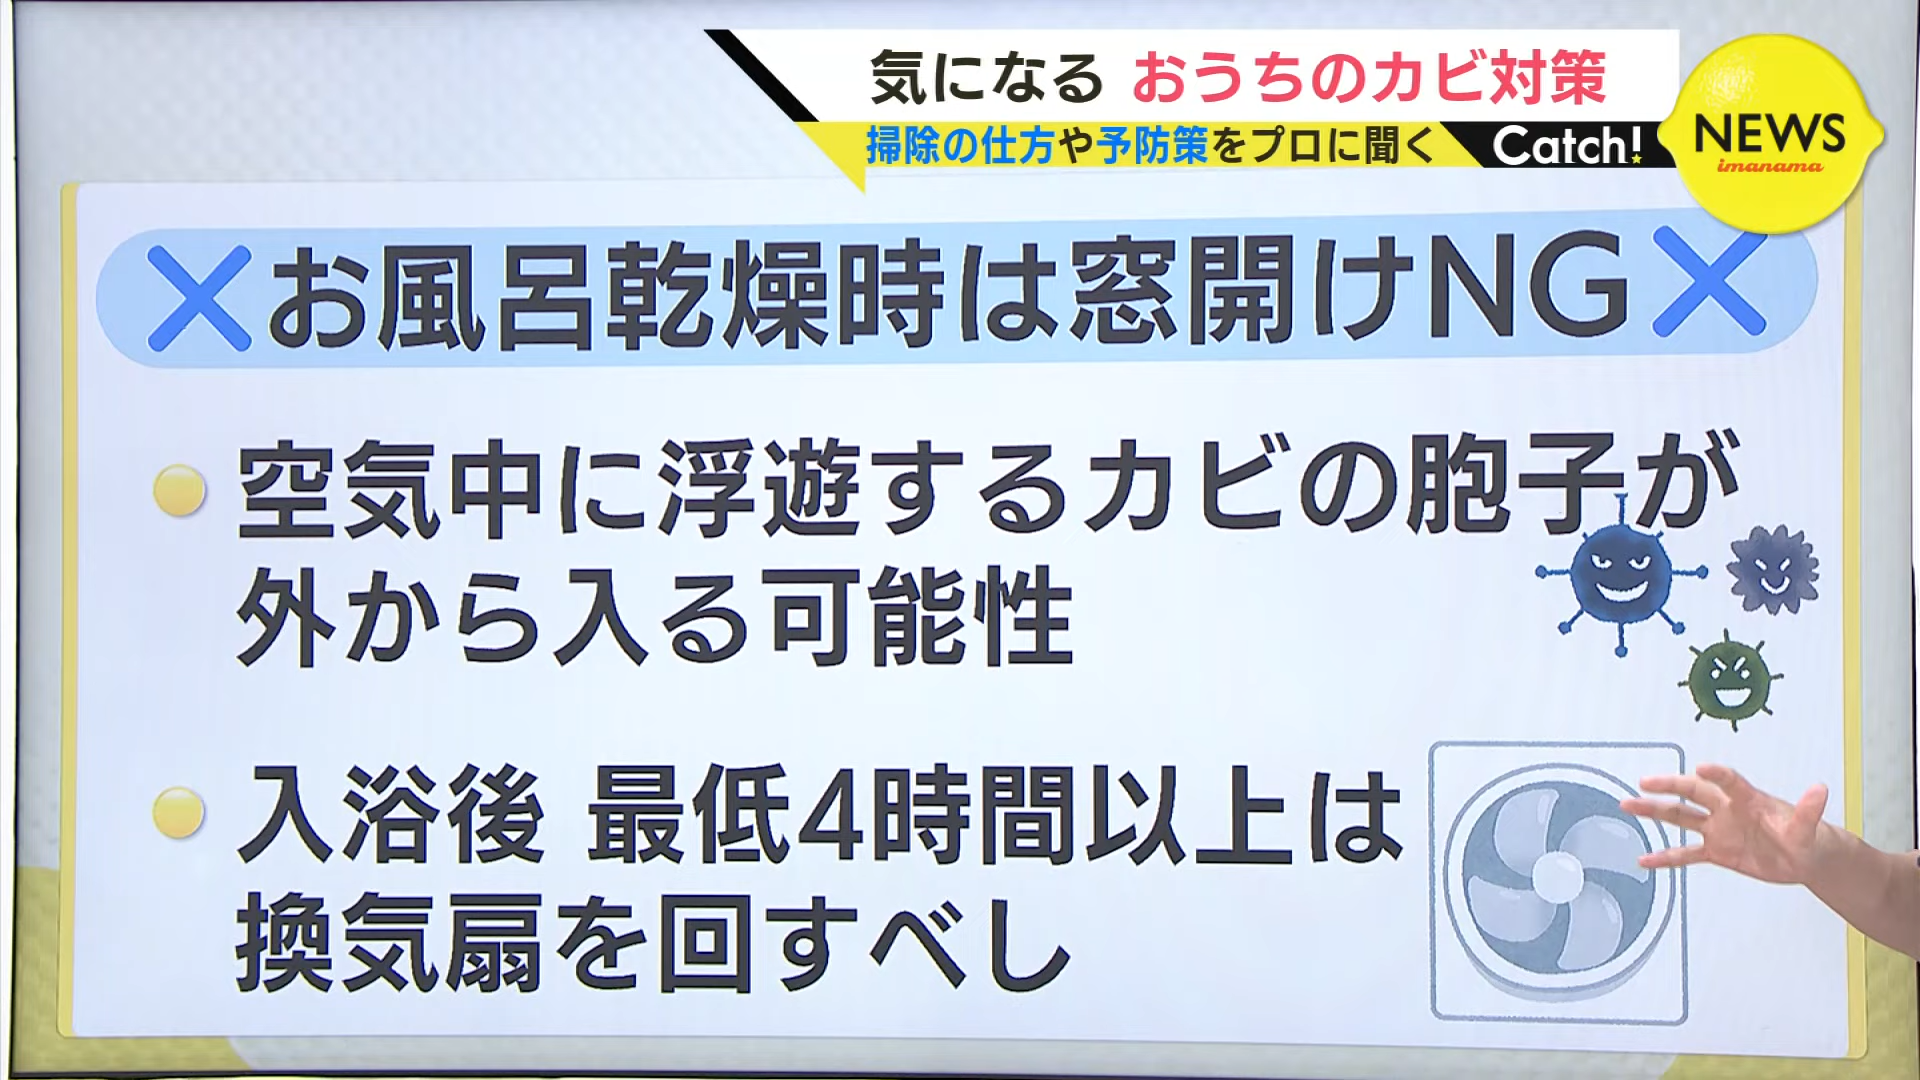 気になる おうちのカビ対策
掃除の仕方や予防策をプロに聞く
Catch!
NEWS
imanama
×お風呂乾燥時は窓開けNG×
空気中に浮遊するカビの胞子が
外から入る可能性
入浴後 最低4時間以上は
換気扇を回すべし